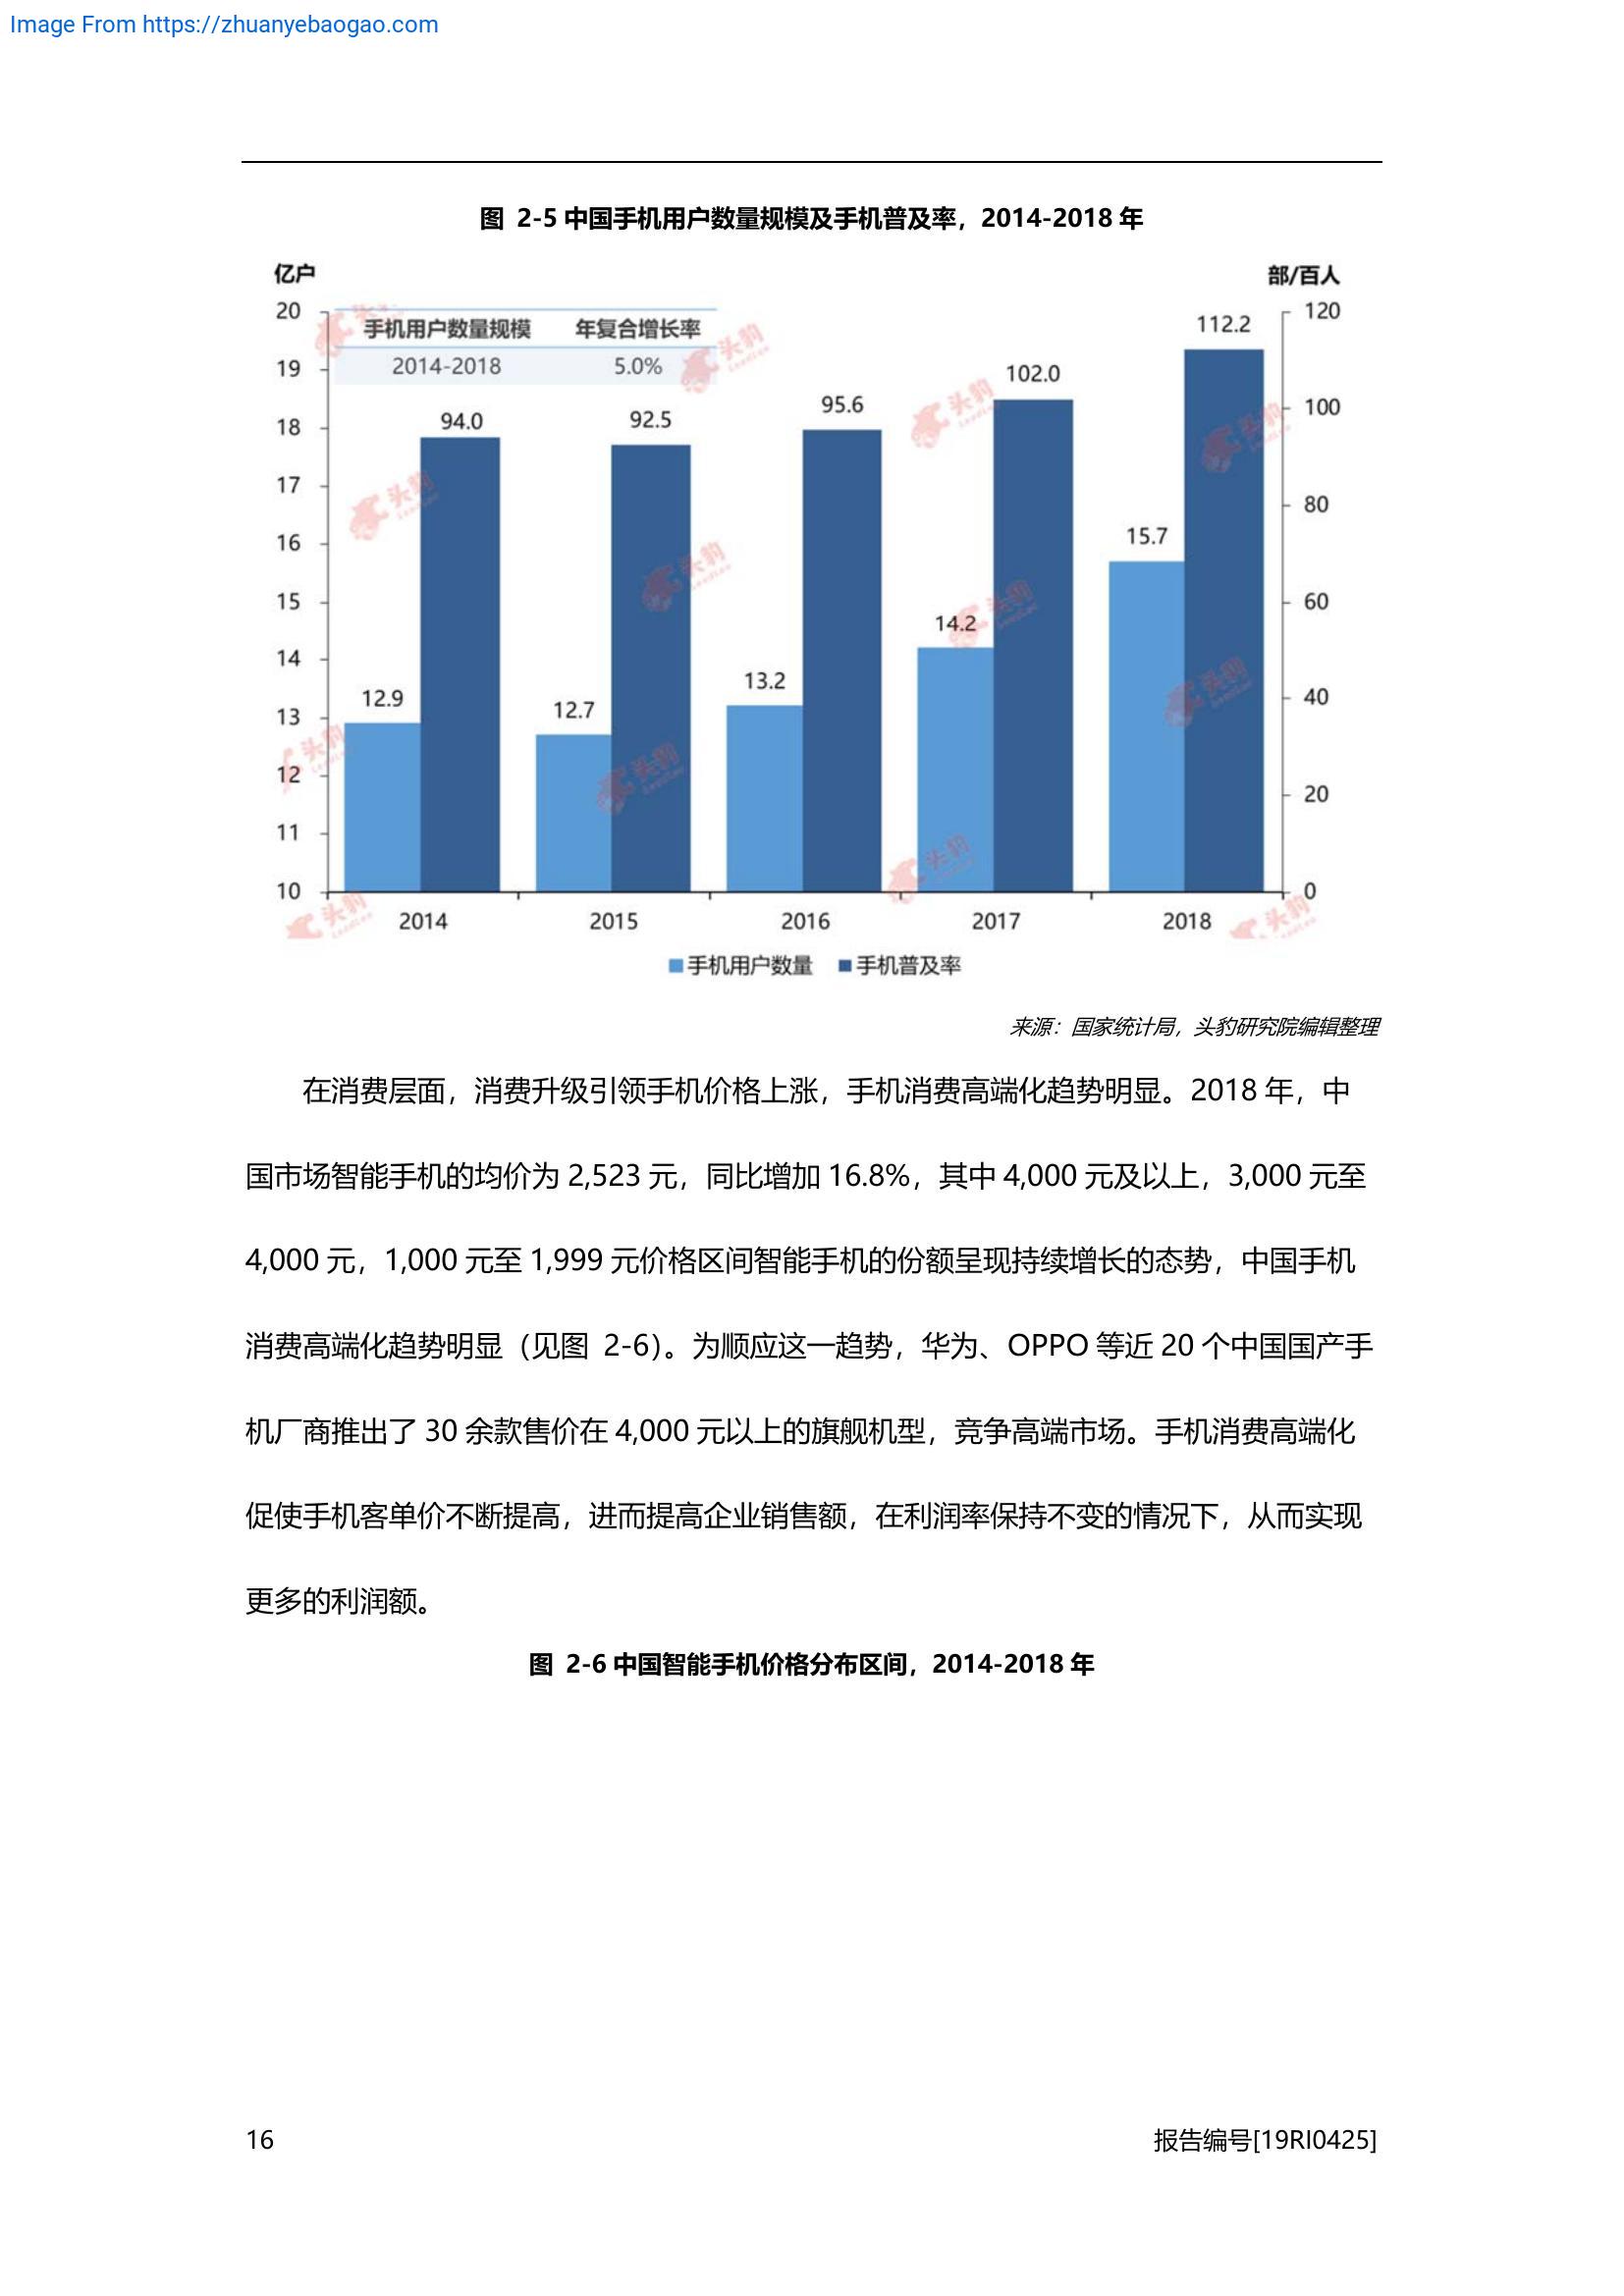 Image From https://zhuanyebaogao.com
图 2-5 中国手机用户数量规模及手机普及率，2014-2018 年
亿户
部/百人
手机用户数量规模 年复合增长率
2014-2018 5.0%
20
19
18
17
16
15
14
13
12
11
10
120
100
80
60
40
20
0
12.9
94.0
12.7
92.5
13.2
95.6
14.2
102.0
15.7
112.2
2014 2015 2016 2017 2018
手机用户数量 手机普及率
头豹
LeadLeo
来源：国家统计局，头豹研究院编辑整理
在消费层面，消费升级引领手机价格上涨，手机消费高端化趋势明显。2018 年，中
国市场智能手机的均价为 2,523 元，同比增加 16.8%，其中 4,000 元及以上，3,000 元至
4,000 元，1,000 元至 1,999 元价格区间智能手机的份额呈现持续增长的态势，中国手机
消费高端化趋势明显（见图 2-6）。为顺应这一趋势，华为、OPPO 等近 20 个中国国产手
机厂商推出了 30 余款售价在 4,000 元以上的旗舰机型，竞争高端市场。手机消费高端化
促使手机客单价不断提高，进而提高企业销售额，在利润率保持不变的情况下，从而实现
更多的利润额。
图 2-6 中国智能手机价格分布区间，2014-2018 年
16
报告编号[19RI0425]